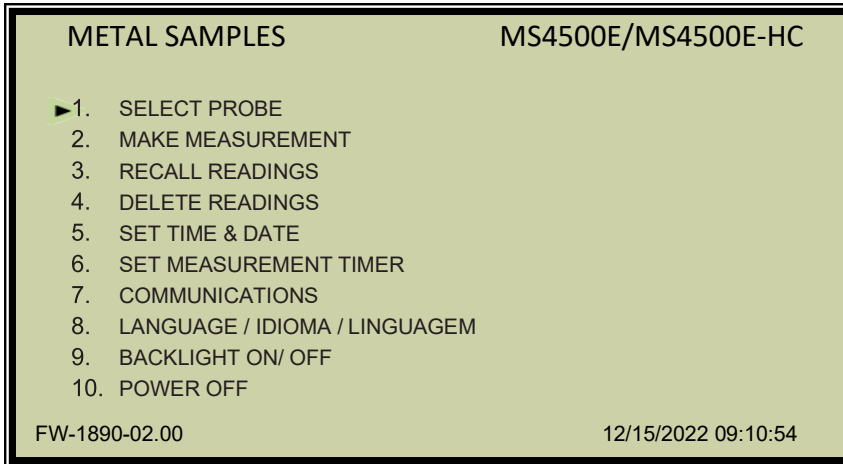 METAL SAMPLES MS4500E/MS4500E-HC
►1. SELECT PROBE
2. MAKE MEASUREMENT
3. RECALL READINGS
4. DELETE READINGS
5. SET TIME & DATE
6. SET MEASUREMENT TIMER
7. COMMUNICATIONS
8. LANGUAGE / IDIOMA / LINGUAGEM
9. BACKLIGHT ON/ OFF
10. POWER OFF
FW-1890-02.00 12/15/2022 09:10:54